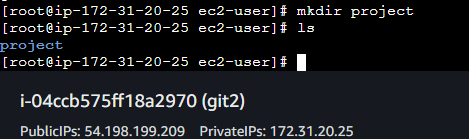 [root@ip-172-31-20-25 ec2-user]# mkdir project
[root@ip-172-31-20-25 ec2-user]# ls
project
[root@ip-172-31-20-25 ec2-user]#
i-04ccb575ff18a2970 (git2)
PublicIPs: 54.198.199.209 PrivateIPs: 172.31.20.25